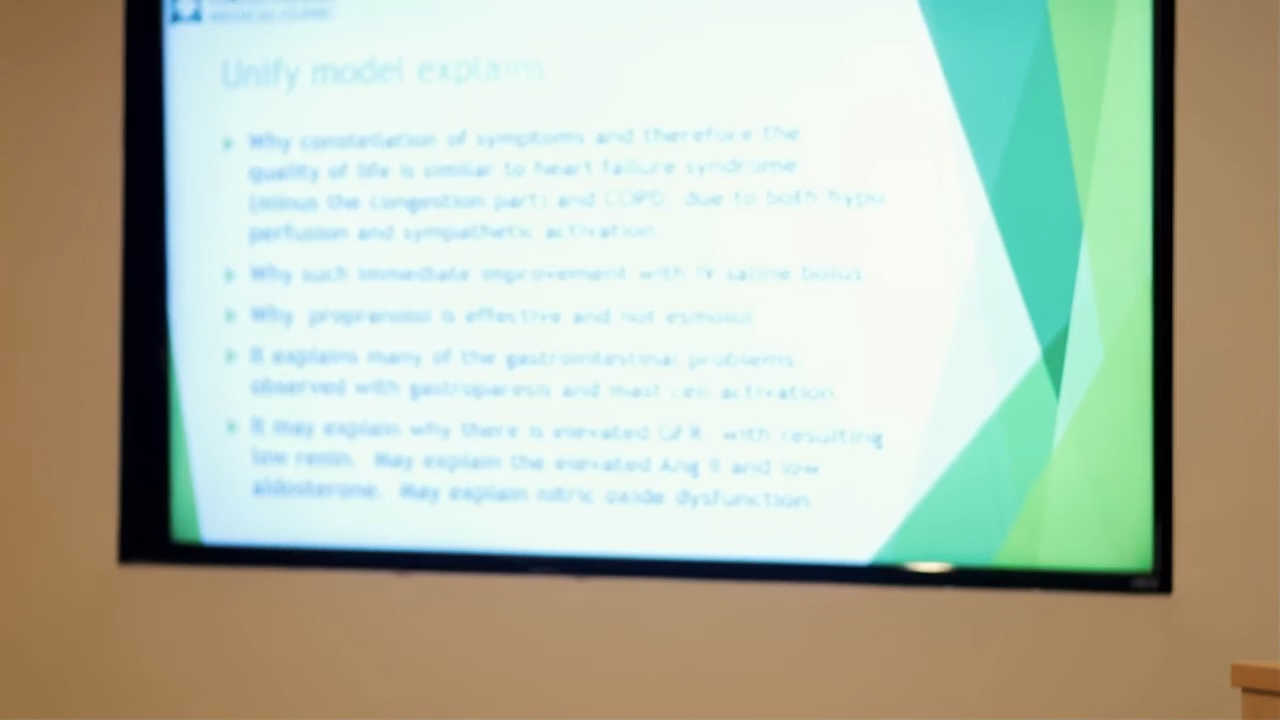 Unify model explains
Why constellation of symptoms and therefore the
quality of life is similar to heart failure syndrome
(minus the congestion part) and COPD due to both hypo
perfusion and sympathetic activation
Why such immediate improvement with IV saline bolus
Why propranolol is effective and not esmolol
It explains many of the gastrointestinal problems
observed with gastroparesis and mast cell activation
It may explain why there is elevated GFR with resulting
low renin. May explain the elevated Ang II and low
aldosterone. May explain nitric oxide dysfunction